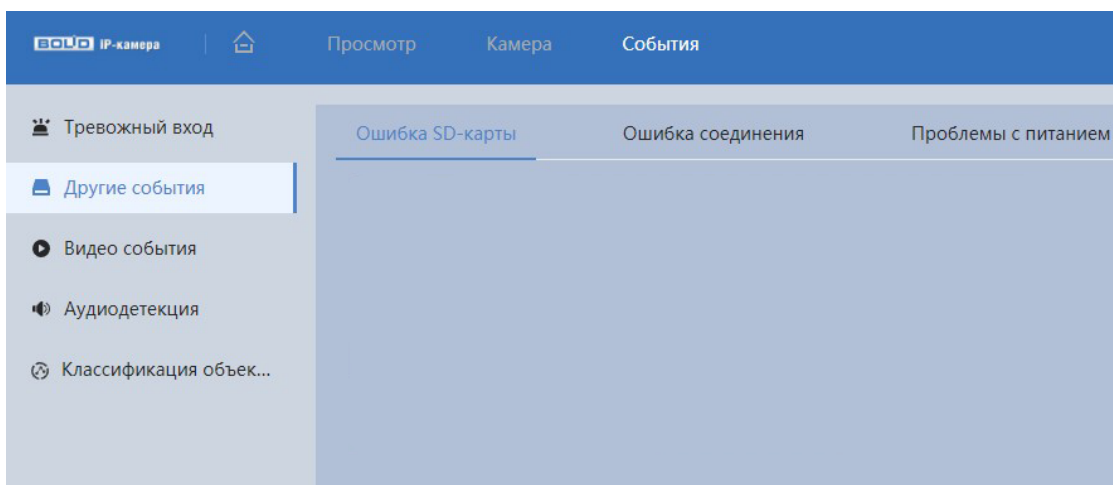 BOLID IP-камера Просмотр Камера События
Тревожный вход
Другие события
Видео события
Аудиодетекция
Классификация объек...
Ошибка SD-карты Ошибка соединения Проблемы с питанием